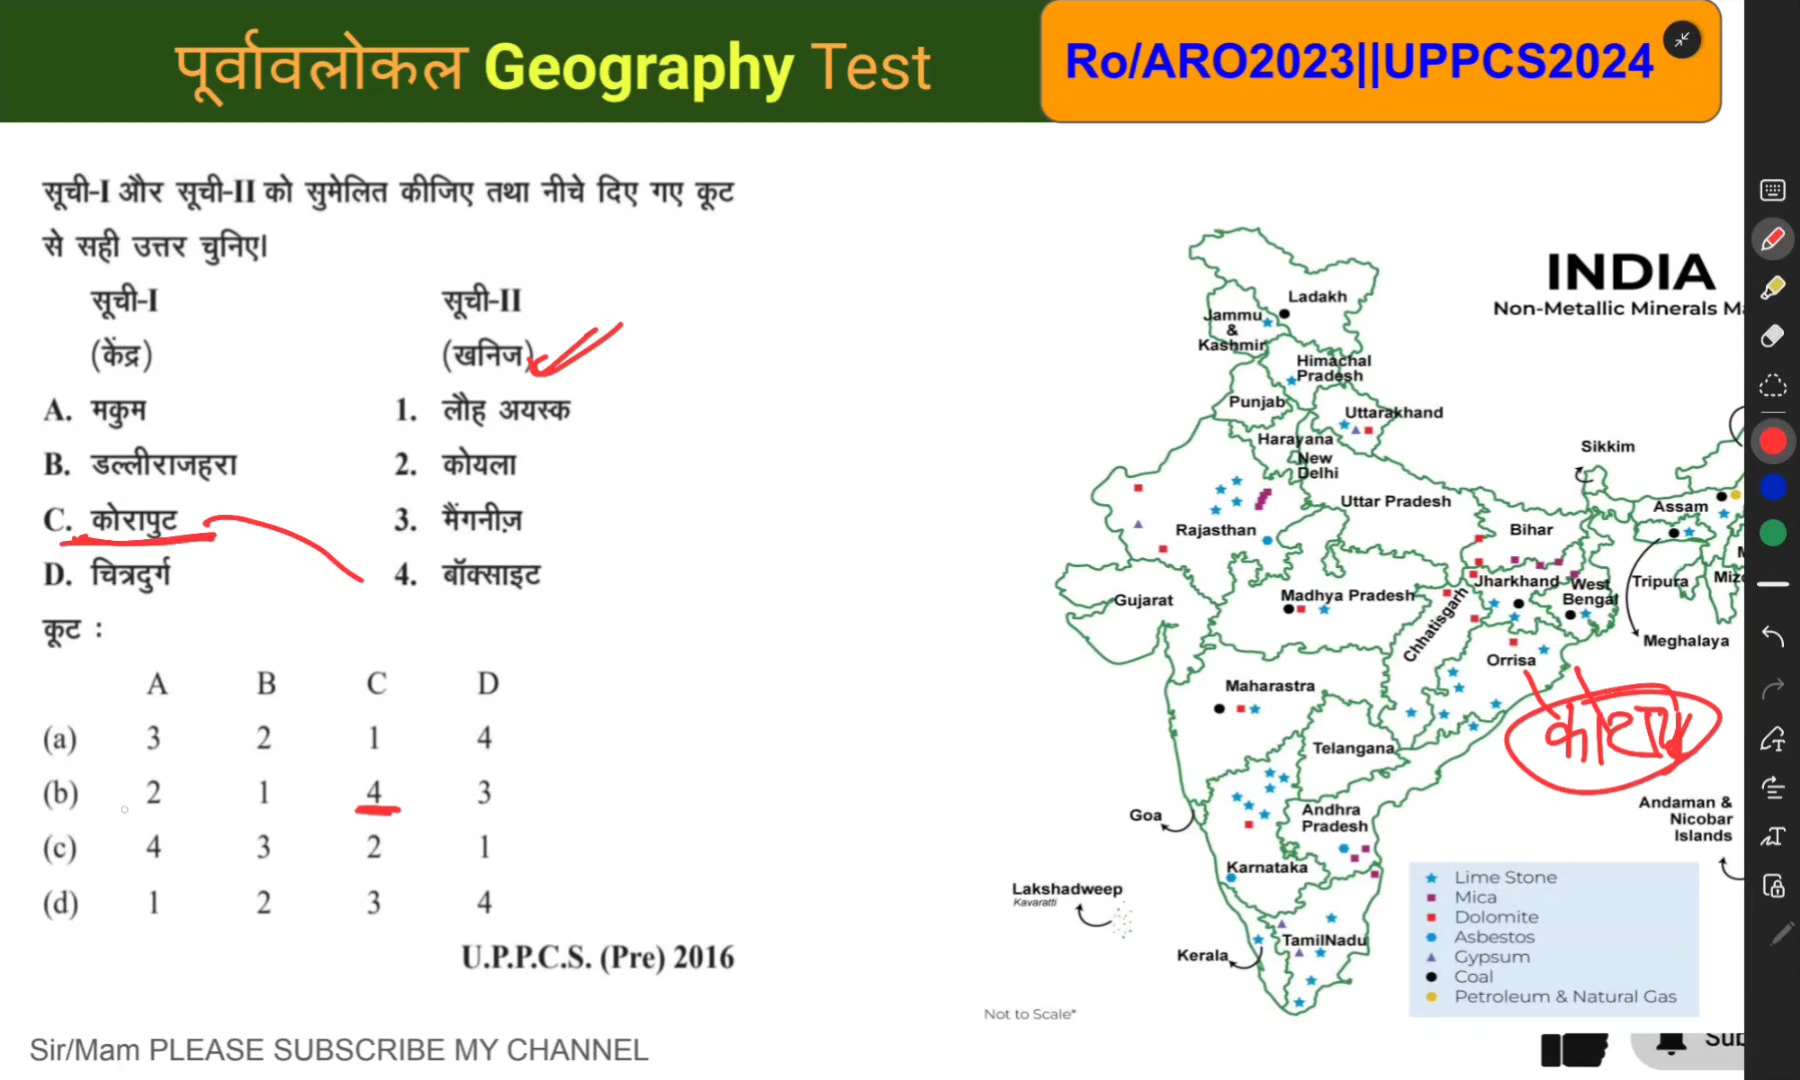 पूर्वावलोकल Geography Test
Ro/ARO2023||UPPCS2024
सूची-I और सूची-II को सुमेलित कीजिए तथा नीचे दिए गए कूट
से सही उत्तर चुनिए।
सूची-I सूची-II
(केंद्र) (खनिज)
A. मकुम 1. लौह अयस्क
B. डल्लीराजहरा 2. कोयला
C. कोरापुट 3. मैंगनीज़
D. चित्रदुर्ग 4. बॉक्साइट
कूट :
A B C D
(a) 3 2 1 4
(b) 2 1 4 3
(c) 4 3 2 1
(d) 1 2 3 4
U.P.P.C.S. (Pre) 2016
Sir/Mam PLEASE SUBSCRIBE MY CHANNEL
INDIA
Non-Metallic Minerals
Ladakh
Jammu
&
Kashmir
Himachal
Pradesh
Punjab
Uttarakhand
Harayana
New
Delhi
Sikkim
Uttar Pradesh
Assam
Rajasthan
Bihar
Jharkhand
West
Bengal
Tripura
Gujarat
Madhya Pradesh
Chhatisgarh
Meghalaya
Orrisa
Maharastra
Telangana
Goa
Andhra
Pradesh
Andaman &
Nicobar
Islands
Karnataka
Lakshadweep
Kavaratti
TamilNadu
Kerala
Lime Stone
Mica
Dolomite
Asbestos
Gypsum
Coal
Petroleum & Natural Gas
Not to Scale*